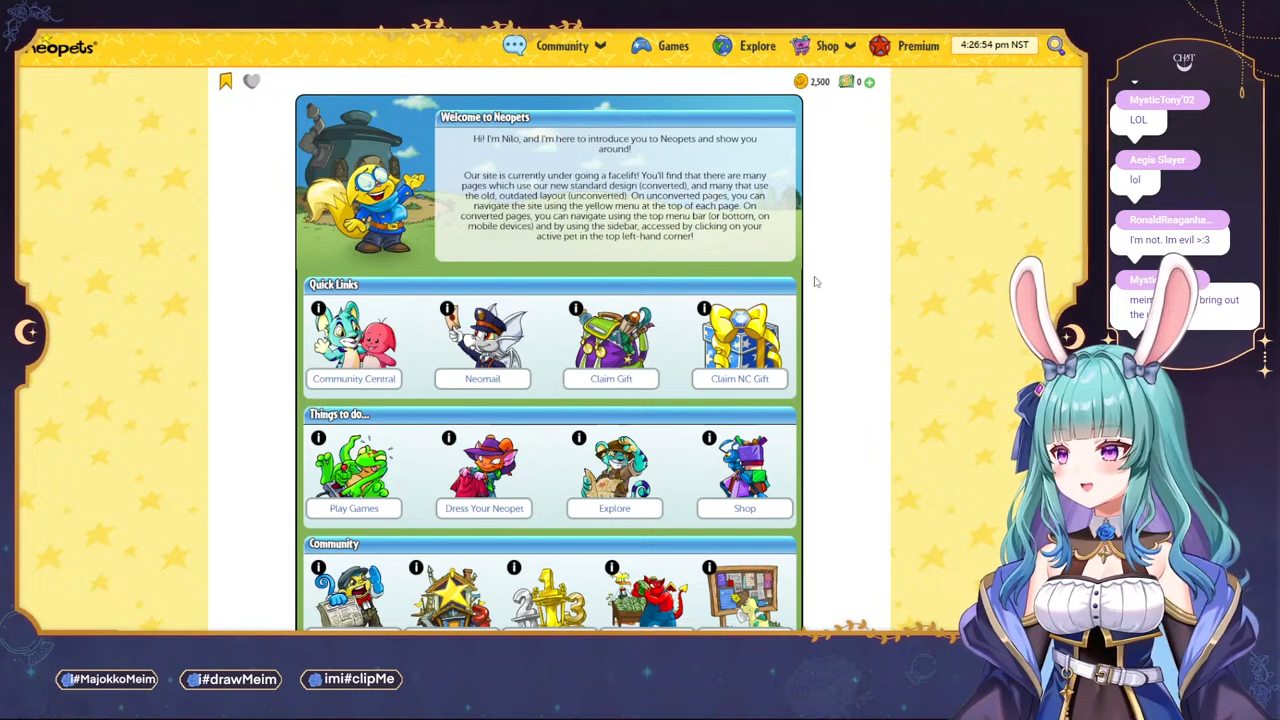 neopets
Community
Games
Explore
Shop
Premium
4:26:54 pm NST
2,500
0
Welcome to Neopets
Hi! I'm Nilo, and I'm here to introduce you to Neopets and show you
around!
Our site is currently under going a facelift! You'll find that there are many
pages which use our new standard design (converted), and many that use
the old, outdated layout (unconverted). On unconverted pages, you can
navigate the site using the yellow menu at the top of each page. On
converted pages, you can navigate using the top menu bar (or bottom, on
mobile devices) and by using the sidebar, accessed by clicking on your
active pet in the top left-hand corner!
Quick Links
Community Central
Neomail
Claim Gift
Claim NC Gift
Things to do...
Play Games
Dress Your Neopet
Explore
Shop
Community
CHAT
MysticTony'02
LOL
Aegis Slayer
lol
RonaldReeganha...
I'm not. Im evil >:3
bring out
the
i#MajokkoMeim
i#drawMeim
imi#clipMe